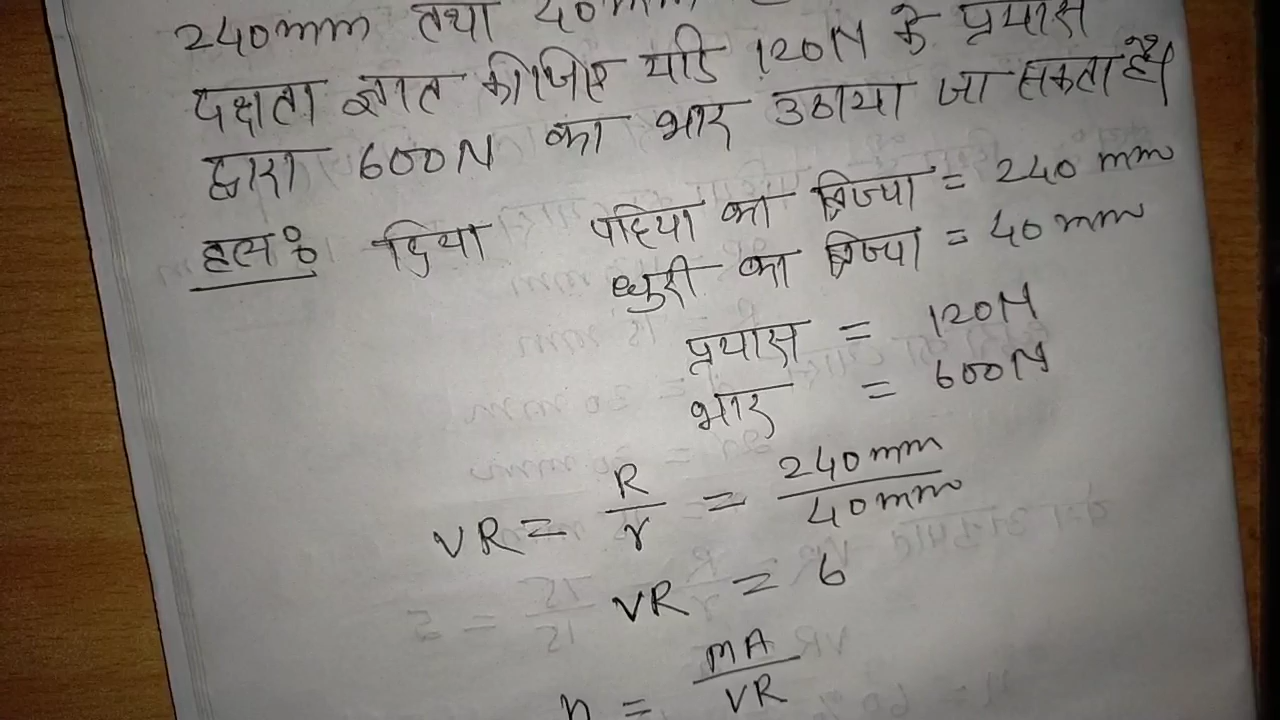 240mm तथा 40mm
दक्षता ज्ञात कीजिए यदि 120N के प्रयास
द्वारा 600N का भार उठाया जा सकता है।
हल ः दिया पहिया का त्रिज्या = 240 mm
धुरी का त्रिज्या = 40 mm
प्रयास = 120N
भार = 600N
VR = R/r = 240mm/40mm
VR = 6
η = MA/VR